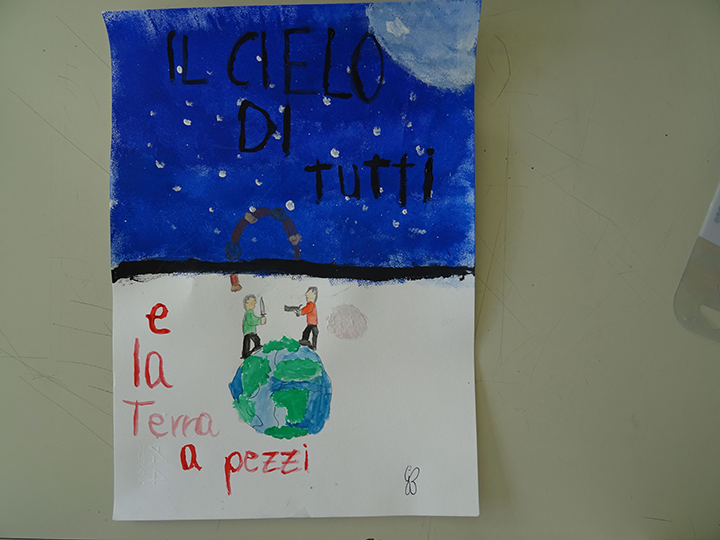 IL CIELO
DI
TUTTI
e
la
Terra
a pezzi